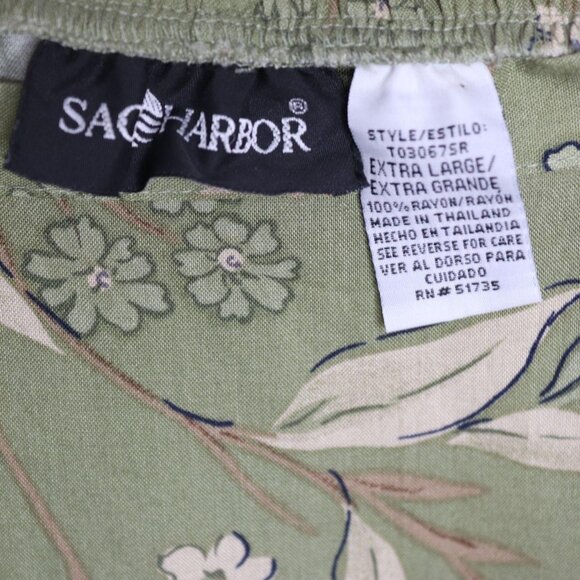 SAG HARBOR®
STYLE/ESTILO:
T03067SR
EXTRA LARGE/
EXTRA GRANDE
100% RAYON/RAYÓN
MADE IN THAILAND
HECHO EN TAILANDIA
SEE REVERSE FOR CARE
VER AL DORSO PARA
CUIDADO
RN# 51735